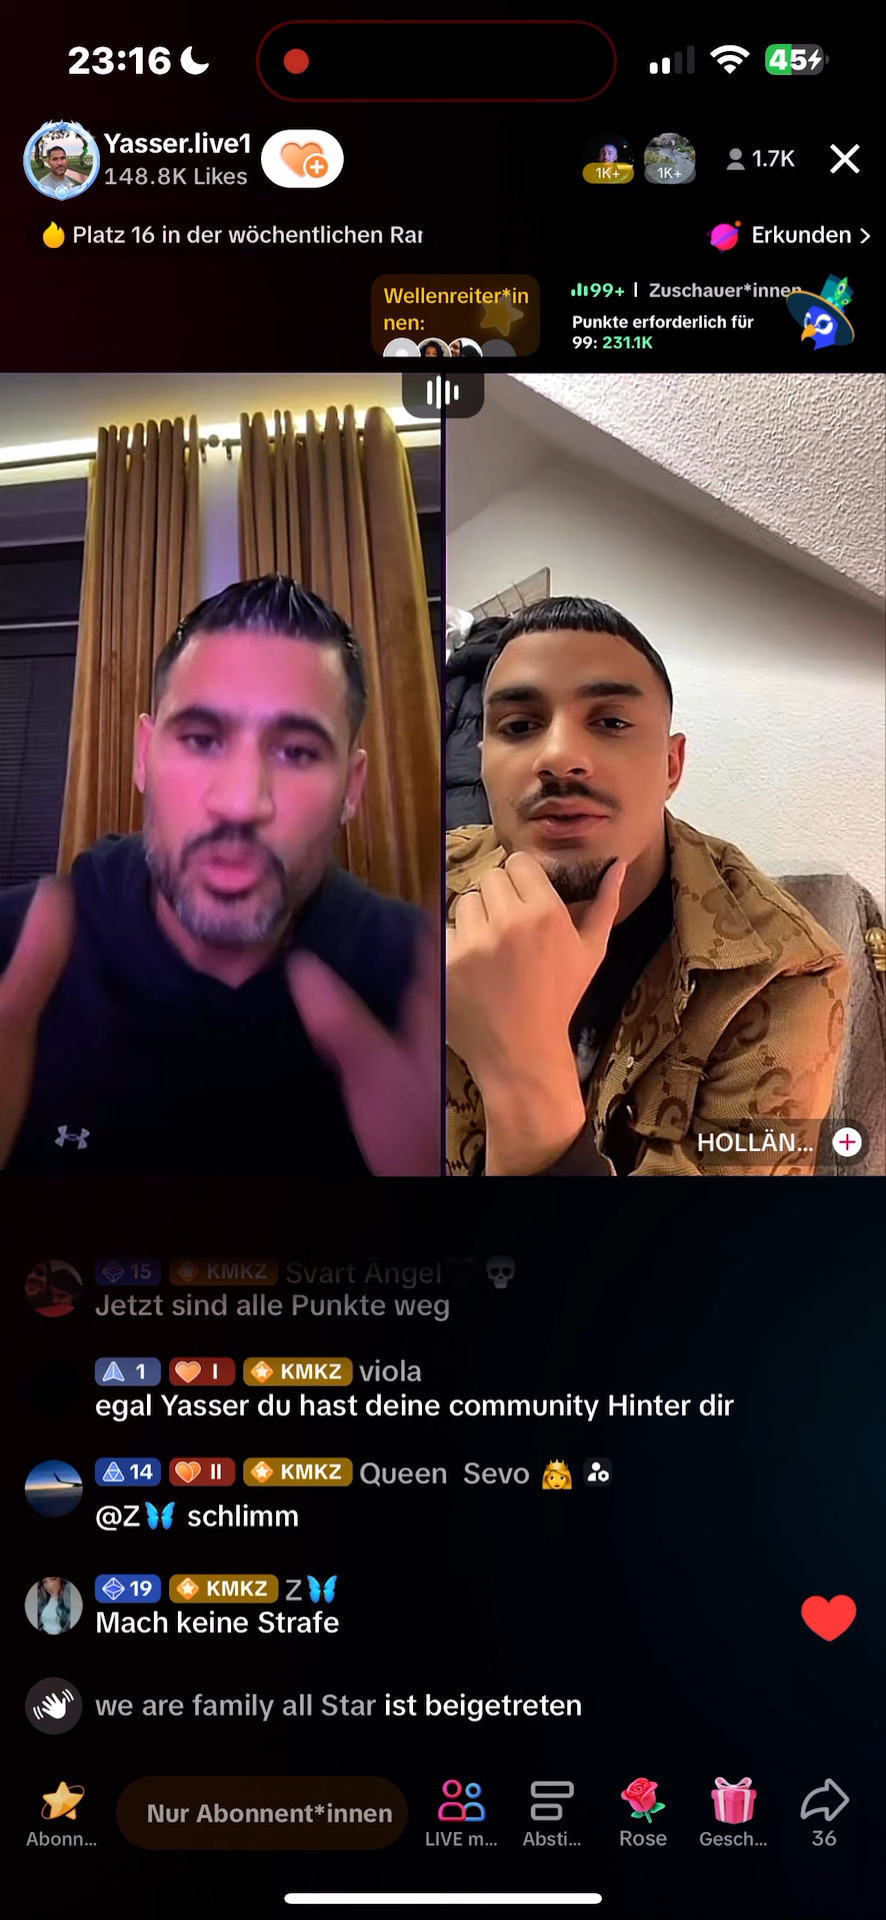 23:16
45
Yasser.live1
148.8K Likes
1K+
1K+
1.7K
Platz 16 in der wöchentlichen Rar
Erkunden >
Wellenreiter*in
nen:
99+ | Zuschauer*innen
Punkte erforderlich für
99: 231.1K
HOLLÄN...
15 KMKZ Svart Ängel🖤💀
Jetzt sind alle Punkte weg
1 I KMKZ viola
egal Yasser du hast deine community Hinter dir
14 II KMKZ Queen Sevo 👸
@Z🦋 schlimm
19 KMKZ Z🦋
Mach keine Strafe
we are family all Star ist beigetreten
Nur Abonnent*innen
Abonn...
LIVE m...
Absti...
Rose
Gesch...
36